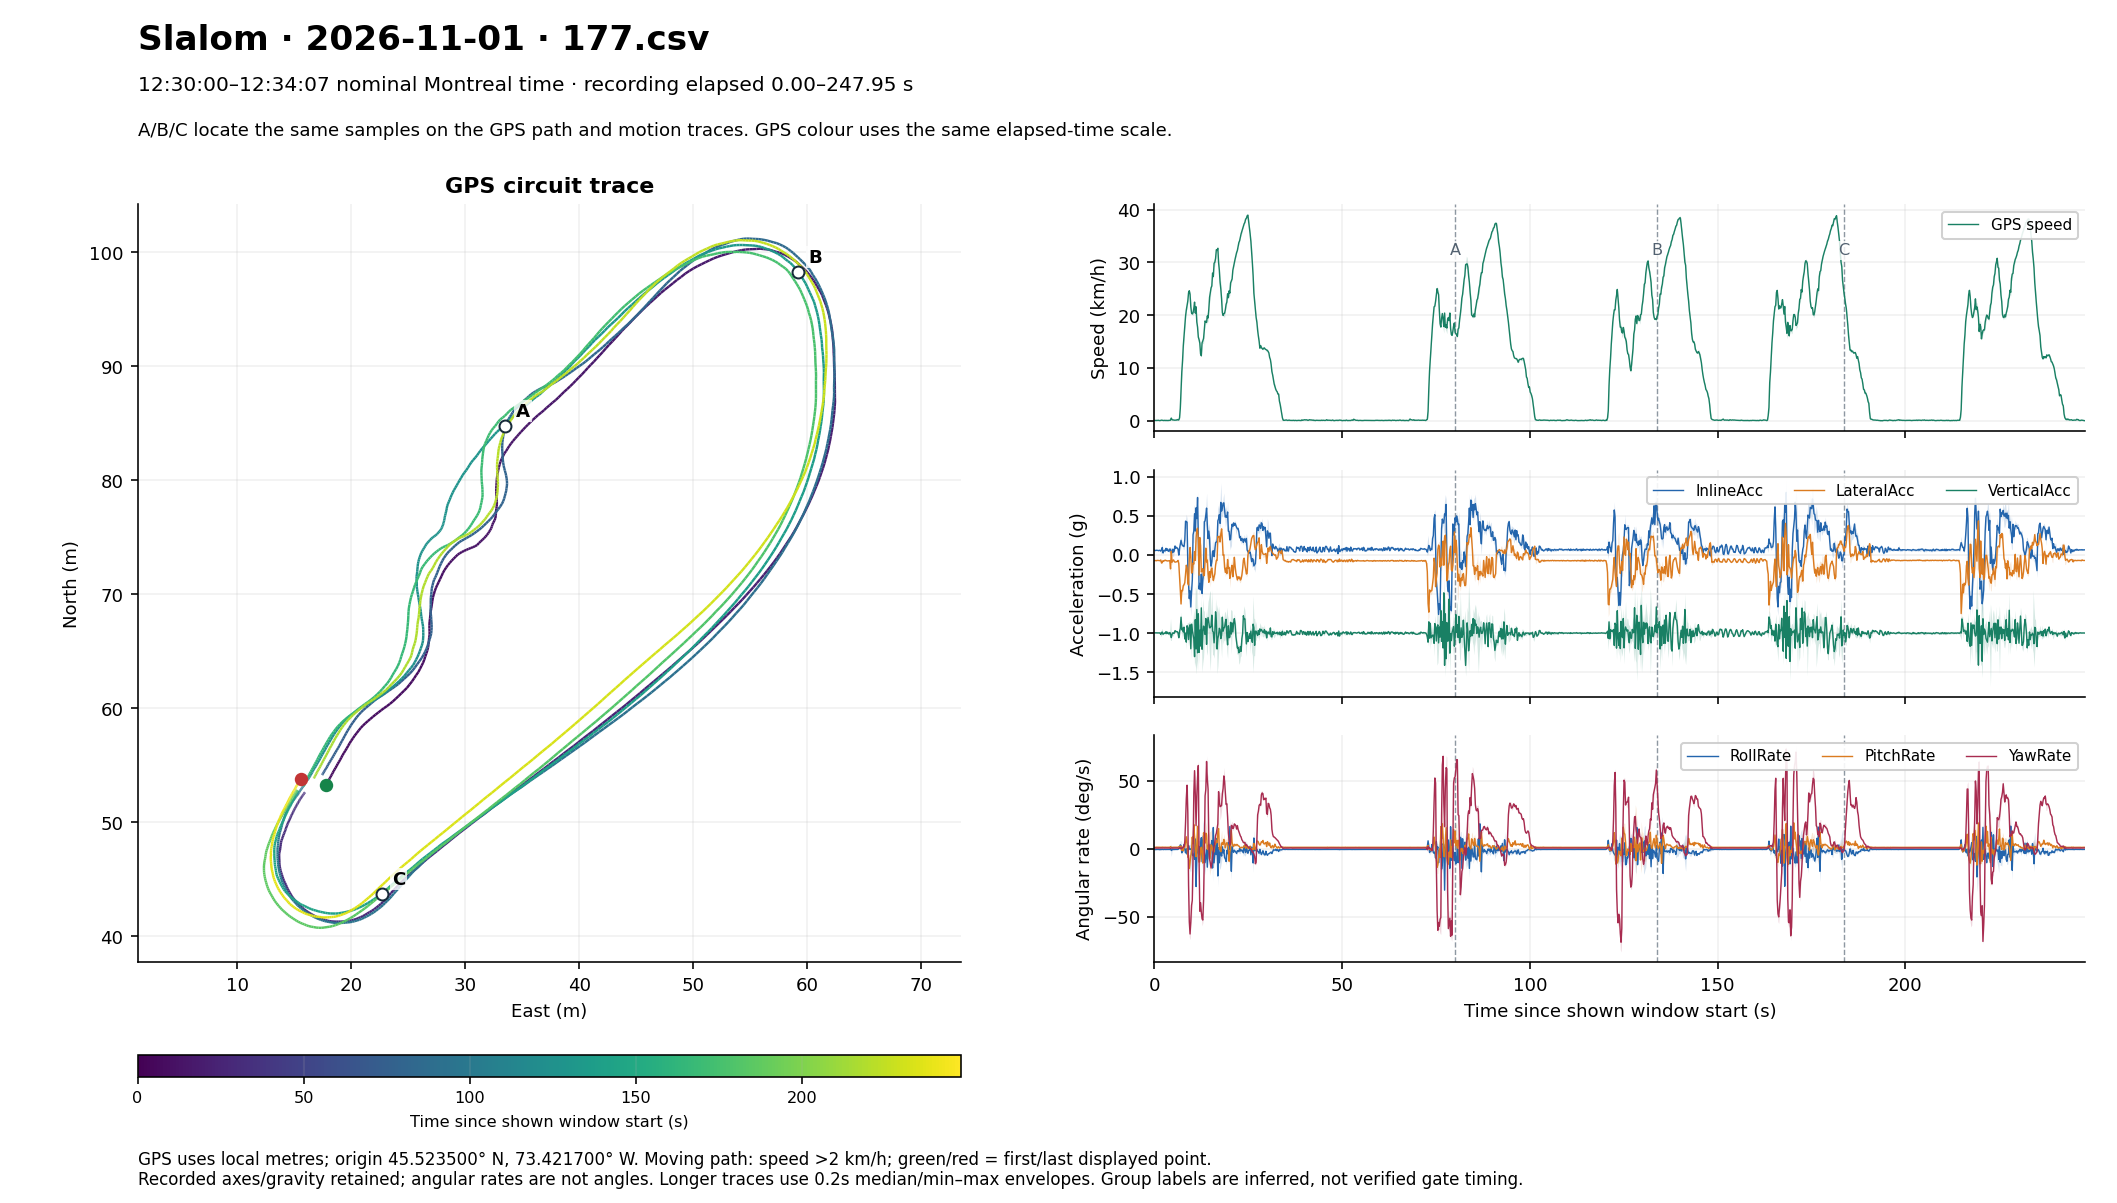 Slalom · 2026-11-01 · 177.csv
12:30:00–12:34:07 nominal Montreal time · recording elapsed 0.00–247.95 s
A/B/C locate the same samples on the GPS path and motion traces. GPS colour uses the same elapsed-time scale.
GPS circuit trace
100
90
80
70
60
50
40
North (m)
A
B
C
10
20
30
40
50
60
70
East (m)
0
50
100
150
200
Time since shown window start (s)
40
30
20
10
0
Speed (km/h)
A
B
C
GPS speed
1.0
0.5
0.0
−0.5
−1.0
−1.5
Acceleration (g)
InlineAcc
LateralAcc
VerticalAcc
50
0
−50
Angular rate (deg/s)
RollRate
PitchRate
YawRate
0
50
100
150
200
Time since shown window start (s)
GPS uses local metres; origin 45.523500° N, 73.421700° W. Moving path: speed >2 km/h; green/red = first/last displayed point.
Recorded axes/gravity retained; angular rates are not angles. Longer traces use 0.2s median/min–max envelopes. Group labels are inferred, not verified gate timing.